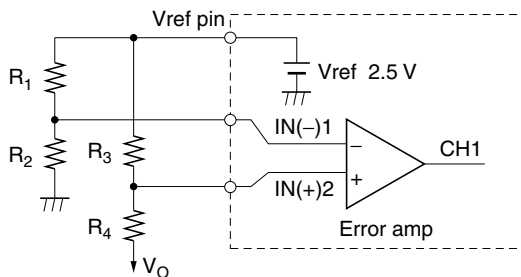 Vref pin
R1
Vref 2.5 V
R2
R3
IN(−)1
−
CH1
IN(+)2
+
R4
Error amp
VO